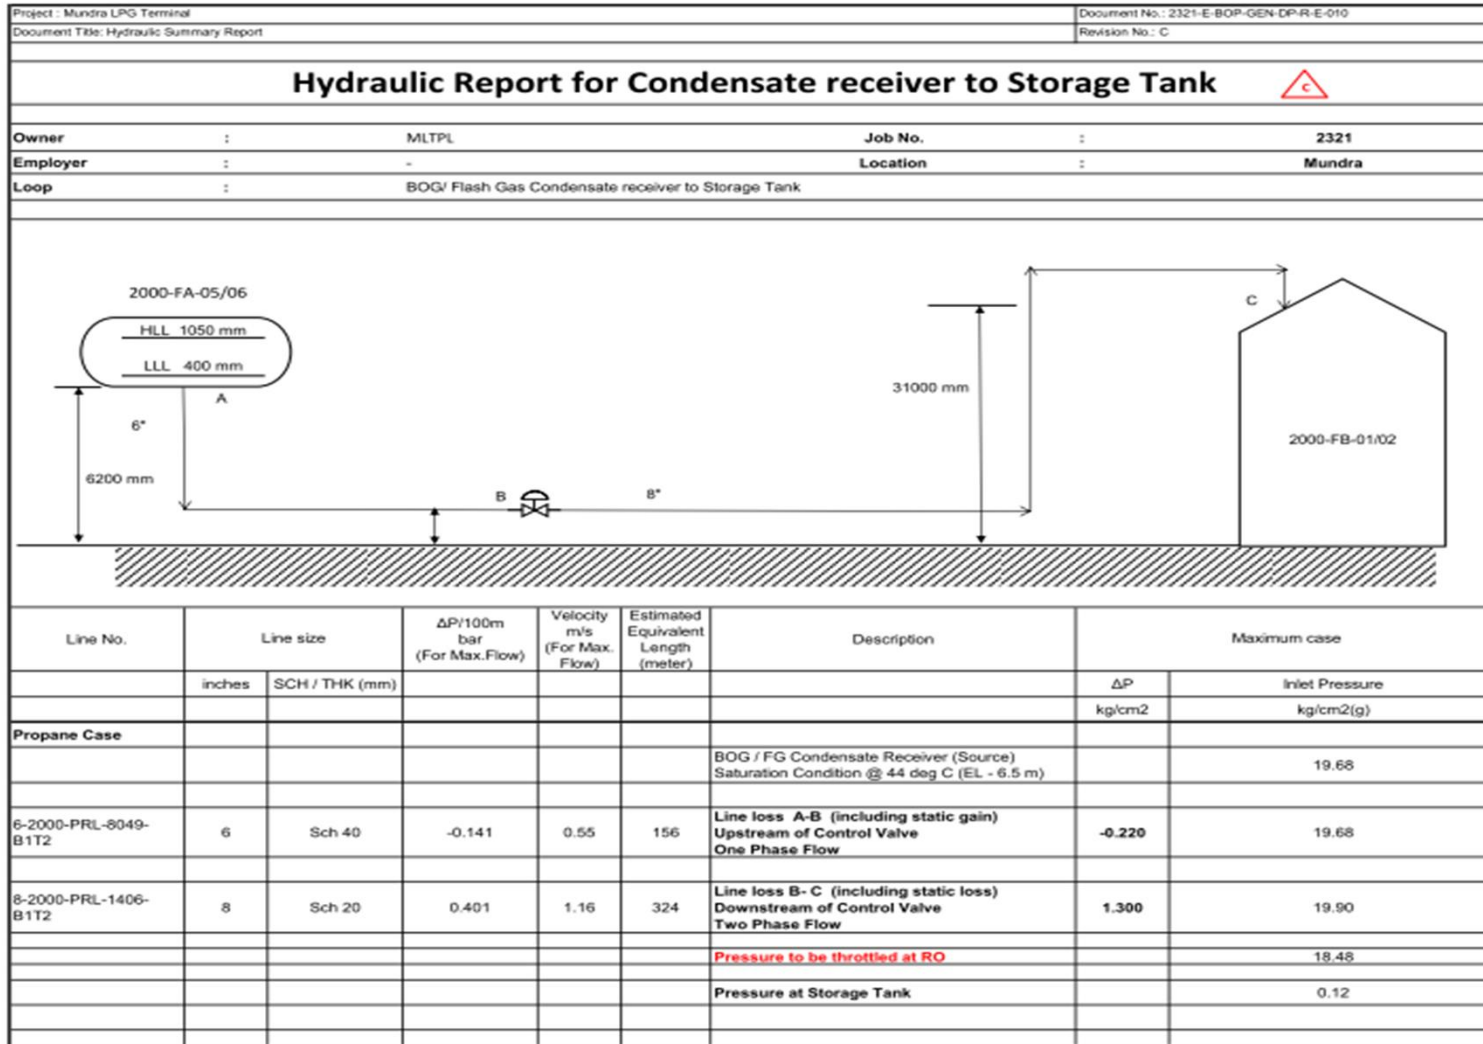 Project : Mundra LPG Terminal Document No.: 2321-E-BOP-GEN-DP-R-E-010
Document Title: Hydraulic Summary Report Revision No.: C
Hydraulic Report for Condensate receiver to Storage Tank C
Owner : MLTPL Job No. : 2321
Employer : - Location : Mundra
Loop : BOG/ Flash Gas Condensate receiver to Storage Tank
2000-FA-05/06
HLL 1050 mm
LLL 400 mm
A
6"
6200 mm
B
8"
31000 mm
C
2000-FB-01/02
Line No.
Line size
ΔP/100m
bar
(For Max.Flow)
Velocity
m/s
(For Max.
Flow)
Estimated
Equivalent
Length
(meter)
Description
Maximum case
inches SCH / THK (mm) ΔP Inlet Pressure
kg/cm2 kg/cm2(g)
Propane Case
BOG / FG Condensate Receiver (Source)
Saturation Condition @ 44 deg C (EL - 6.5 m)
19.68
6-2000-PRL-8049-
B1T2
6 Sch 40 -0.141 0.55 156
Line loss A-B (including static gain)
Upstream of Control Valve
One Phase Flow
-0.220 19.68
8-2000-PRL-1406-
B1T2
8 Sch 20 0.401 1.16 324
Line loss B- C (including static loss)
Downstream of Control Valve
Two Phase Flow
1.300 19.90
Pressure to be throttled at RO 18.48
Pressure at Storage Tank 0.12